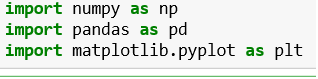 import numpy as np
import pandas as pd
import matplotlib.pyplot as plt